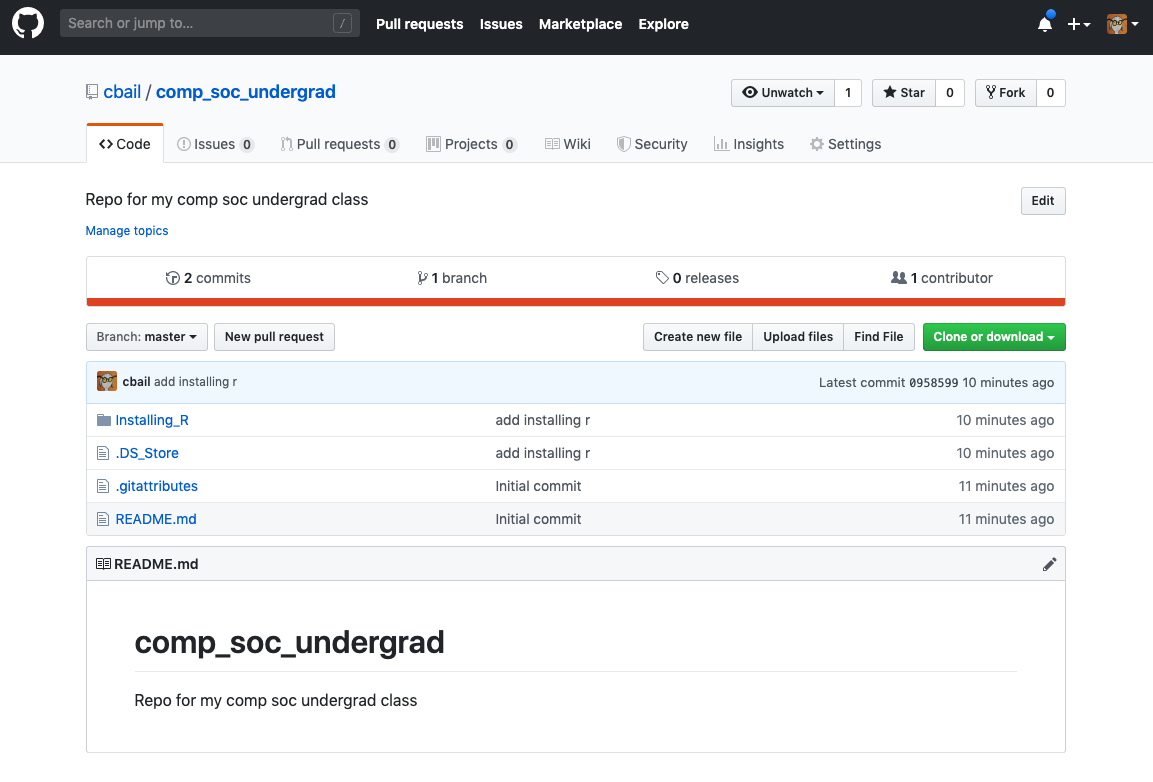 Search or jump to... / Pull requests Issues Marketplace Explore
cbail / comp_soc_undergrad Unwatch 1 Star 0 Fork 0
Code Issues 0 Pull requests 0 Projects 0 Wiki Security Insights Settings
Repo for my comp soc undergrad class Edit
Manage topics
2 commits 1 branch 0 releases 1 contributor
Branch: master New pull request Create new file Upload files Find File Clone or download
cbail add installing r Latest commit 0958599 10 minutes ago
Installing_R add installing r 10 minutes ago
.DS_Store add installing r 10 minutes ago
.gitattributes Initial commit 11 minutes ago
README.md Initial commit 11 minutes ago
README.md
comp_soc_undergrad
Repo for my comp soc undergrad class